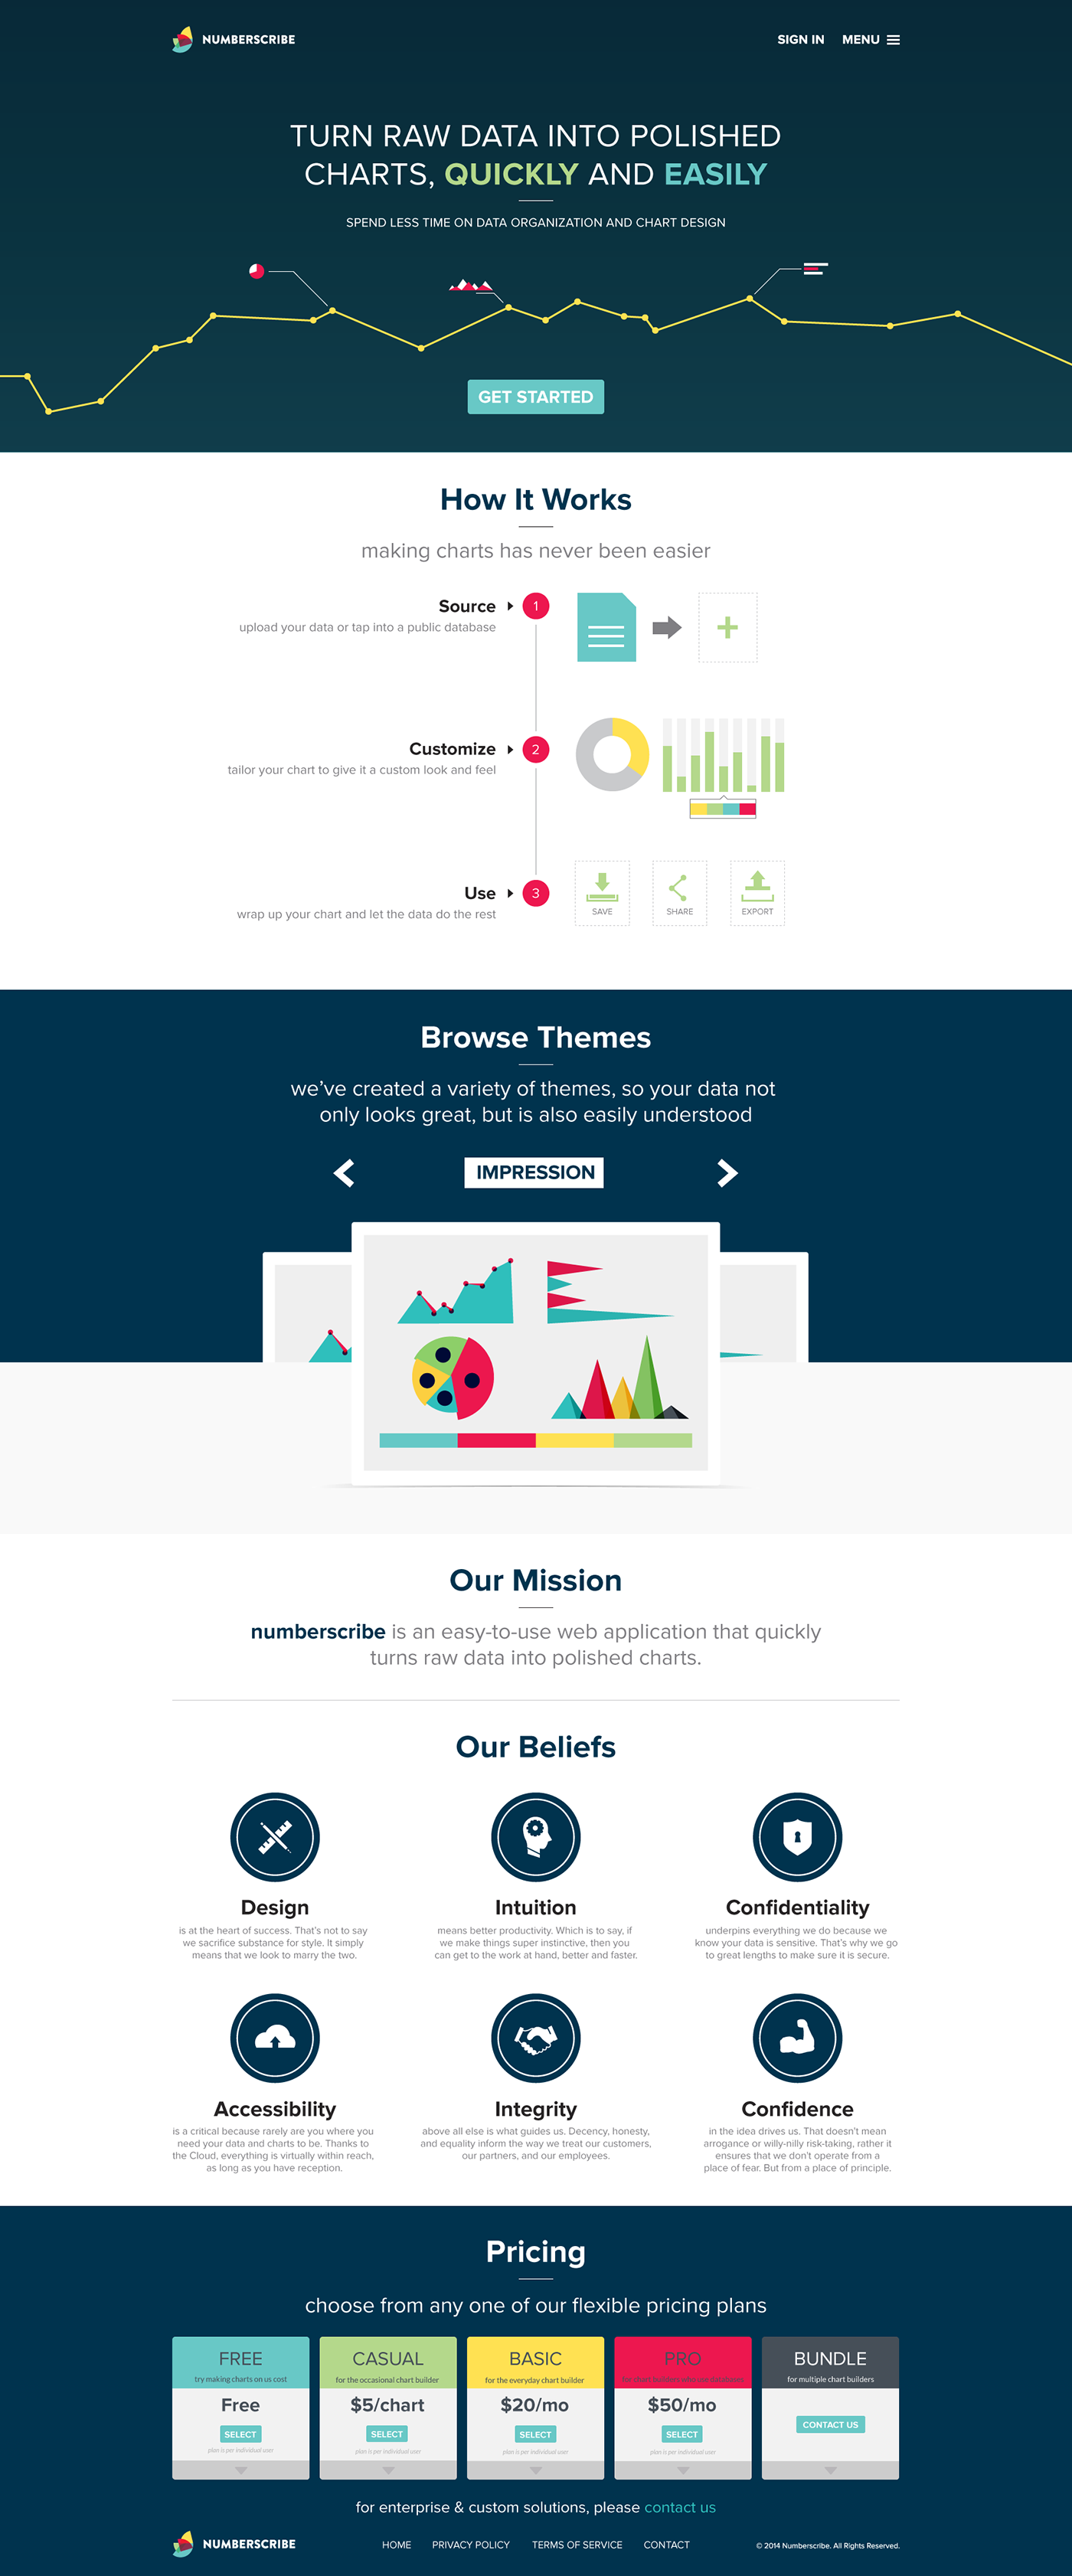 NUMBERSCRIBE
SIGN IN MENU
TURN RAW DATA INTO POLISHED
CHARTS, QUICKLY AND EASILY
SPEND LESS TIME ON DATA ORGANIZATION AND CHART DESIGN
GET STARTED
How It Works
making charts has never been easier
Source
1
upload your data or tap into a public database
Customize
2
tailor your chart to give it a custom look and feel
Use
3
wrap up your chart and let the data do the rest
SAVE SHARE EXPORT
Browse Themes
we've created a variety of themes, so your data not
only looks great, but is also easily understood
IMPRESSION
Our Mission
numberscribe is an easy-to-use web application that quickly
turns raw data into polished charts.
Our Beliefs
Design
is at the heart of success. That's not to say
we sacrifice substance for style. It simply
means that we look to marry the two.
Intuition
means better productivity. Which is to say, if
we make things super instinctive, then you
can get to the work at hand, better and faster.
Confidentiality
underpins everything we do because we
know your data is sensitive. That's why we go
to great lengths to make sure it is secure.
Accessibility
is a critical because rarely are you where you
need your data and charts to be. Thanks to
the Cloud, everything is virtually within reach,
as long as you have reception.
Integrity
above all else is what guides us. Decency, honesty,
and equality inform the way we treat our customers,
our partners, and our employees.
Confidence
in the idea drives us. That doesn't mean
arrogance or willy-nilly risk-taking, rather it
ensures that we don't operate from a
place of fear. But from a place of principle.
Pricing
choose from any one of our flexible pricing plans
FREE
try making charts on us cost
Free
SELECT
plan is per individual user
CASUAL
for the occasional chart builder
$5/chart
SELECT
plan is per individual user
BASIC
for the everyday chart builder
$20/mo
SELECT
plan is per individual user
PRO
$50/mo
SELECT
plan is per individual user
BUNDLE
for multiple chart builders
CONTACT US
for enterprise & custom solutions, please contact us
NUMBERSCRIBE
HOME PRIVACY POLICY TERMS OF SERVICE CONTACT
© 2014 Numberscribe. All Rights Reserved.